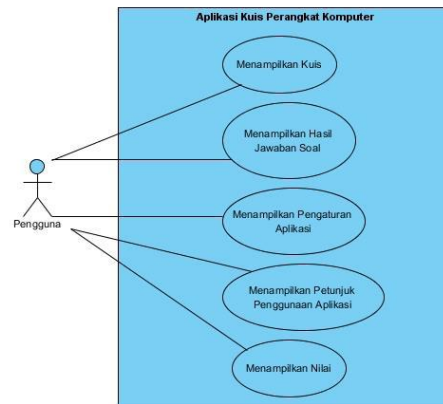 Aplikasi Kuis Perangkat Komputer
Menampilkan Kuis
Menampilkan Hasil
Jawaban Soal
Pengguna
Menampilkan Pengaturan
Aplikasi
Menampilkan Petunjuk
Penggunaan Aplikasi
Menampilkan Nilai